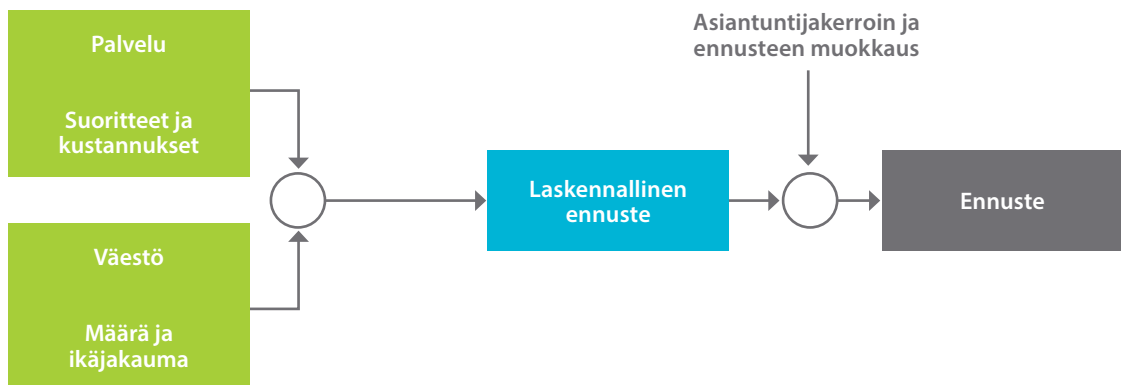 Palvelu
Suoritteet ja
kustannukset
Väestö
Määrä ja
ikäjakauma
Laskennallinen
ennuste
Asiantuntijakerroin ja
ennusteen muokkaus
Ennuste